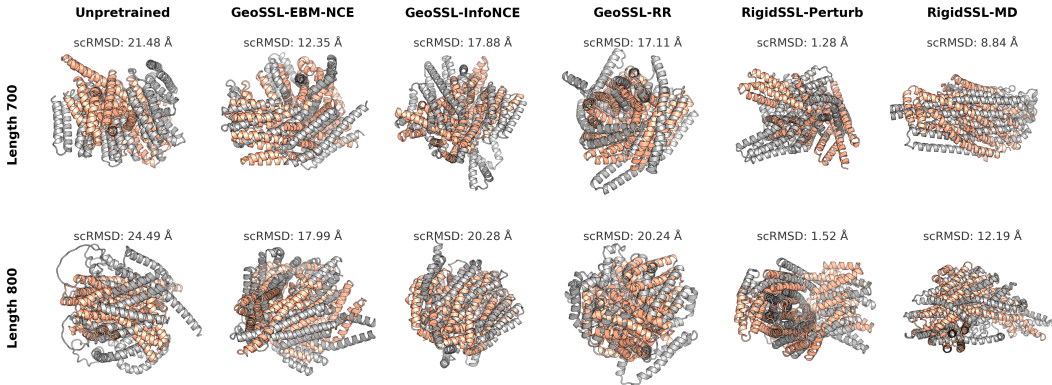 Unpretrained GeoSSL-EBM-NCE GeoSSL-InfoNCE GeoSSL-RR RigidSSL-Perturb RigidSSL-MD
Length 700
scRMSD: 21.48 Å scRMSD: 12.35 Å scRMSD: 17.88 Å scRMSD: 17.11 Å scRMSD: 1.28 Å scRMSD: 8.84 Å
Length 800
scRMSD: 24.49 Å scRMSD: 17.99 Å scRMSD: 20.28 Å scRMSD: 20.24 Å scRMSD: 1.52 Å scRMSD: 12.19 Å